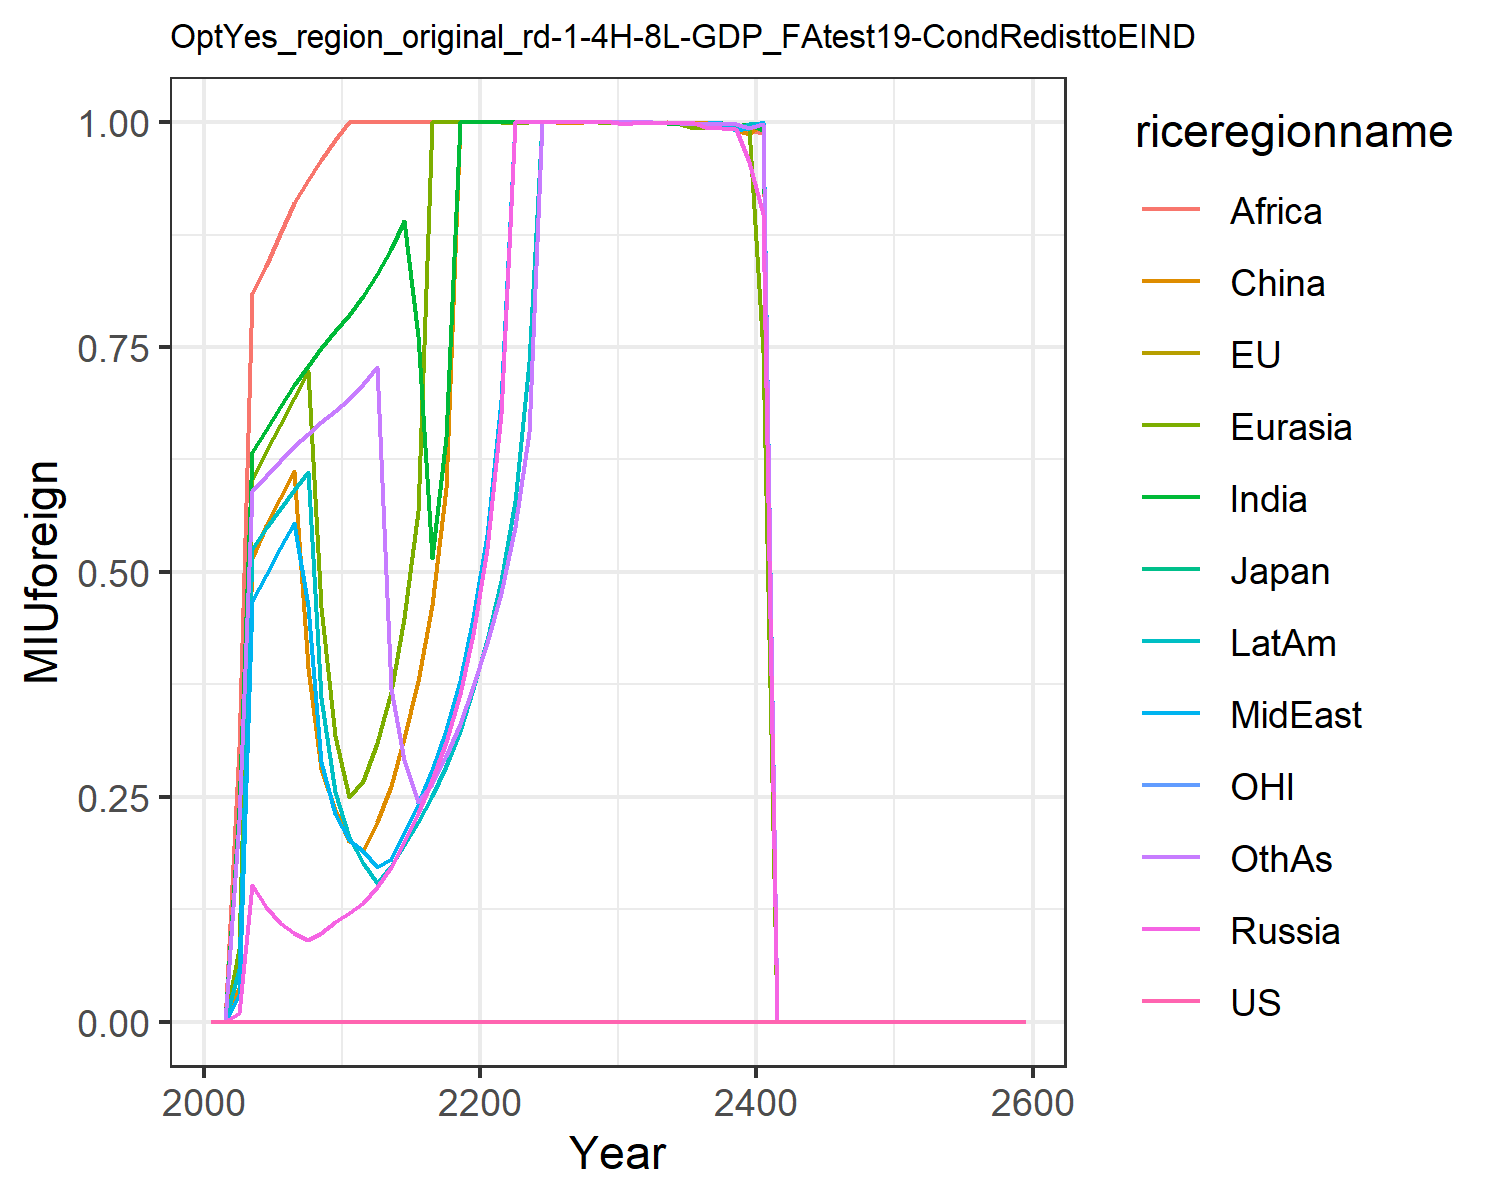 OptYes_region_original_rd-1-4H-8L-GDP_FAtest19-CondRedisttoEIND
1.00
0.75
0.50
0.25
0.00
MIUforeign
2000
2200
2400
2600
Year
riceregionname
Africa
China
EU
Eurasia
India
Japan
LatAm
MidEast
OHI
OthAs
Russia
US